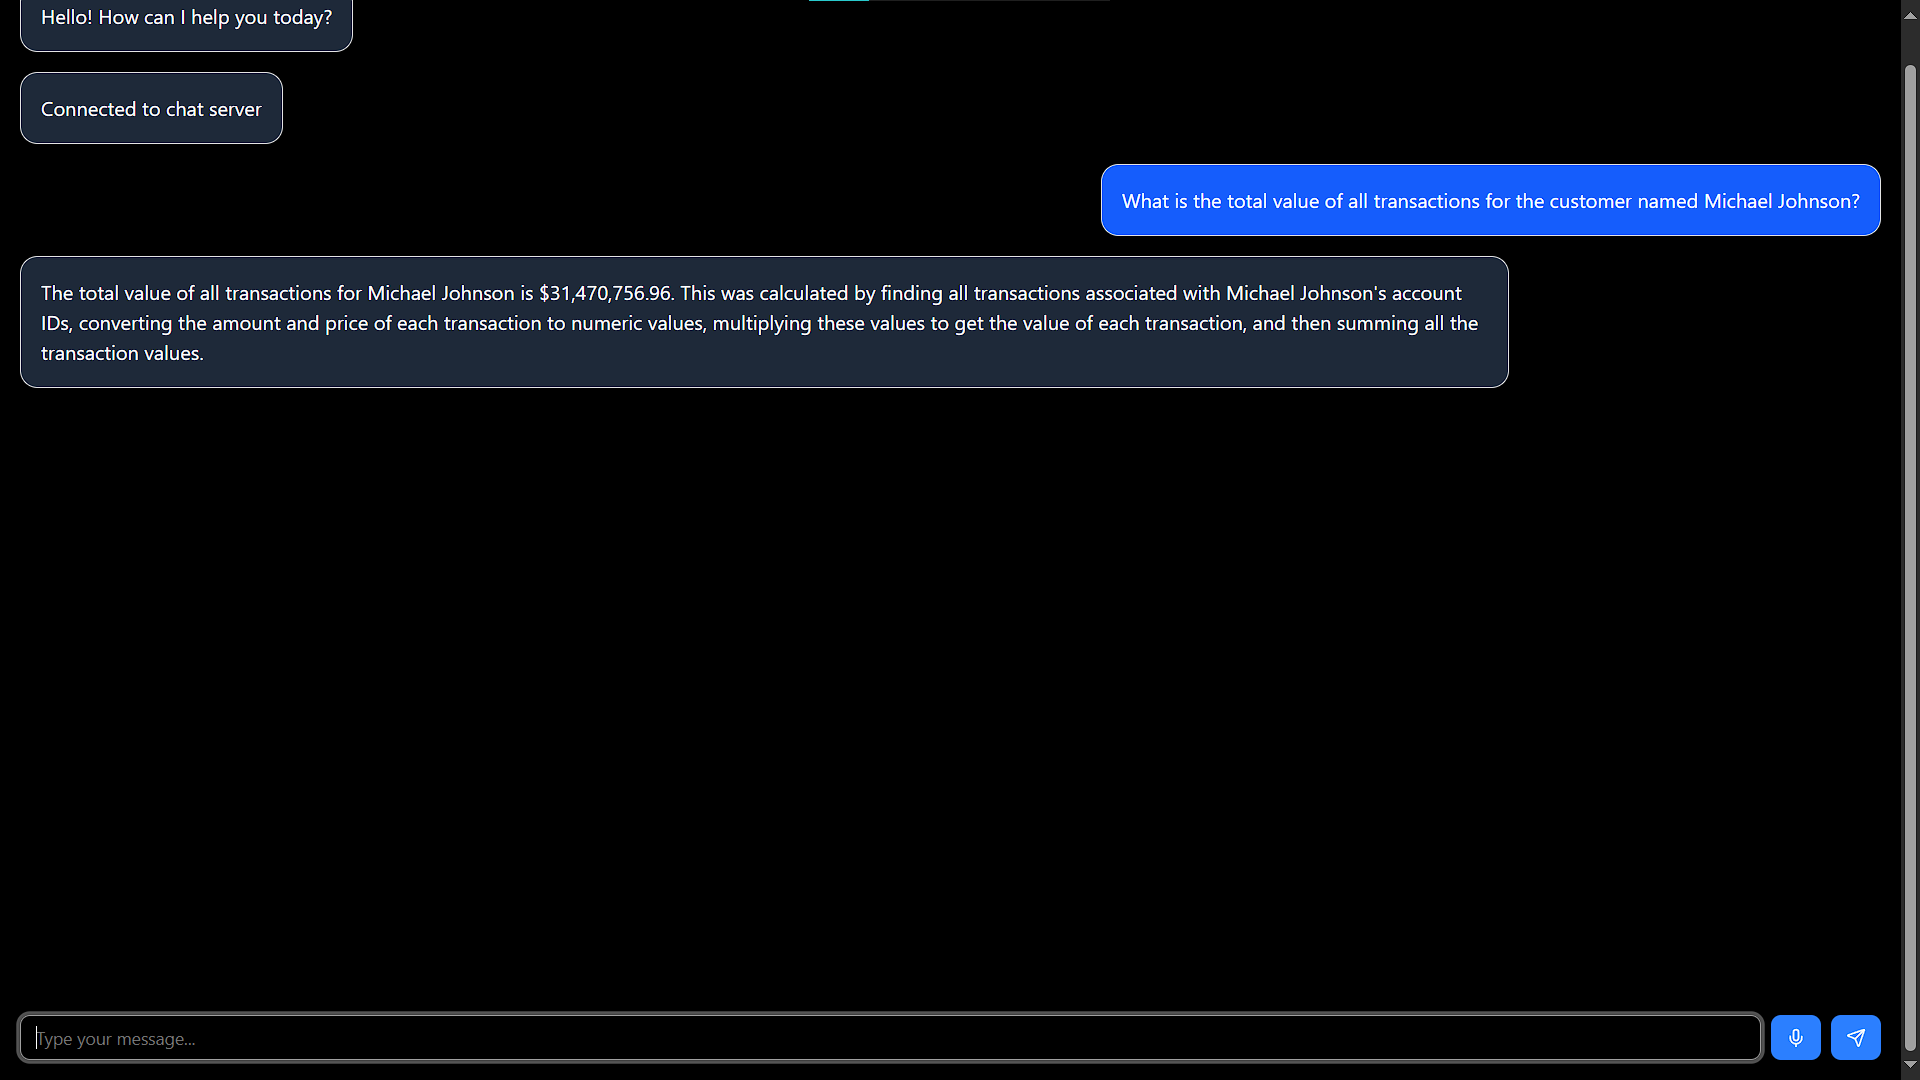 Hello! How can I help you today?
Connected to chat server
What is the total value of all transactions for the customer named Michael Johnson?
The total value of all transactions for Michael Johnson is $31,470,756.96. This was calculated by finding all transactions associated with Michael Johnson's account
IDs, converting the amount and price of each transaction to numeric values, multiplying these values to get the value of each transaction, and then summing all the
transaction values.
Type your message...